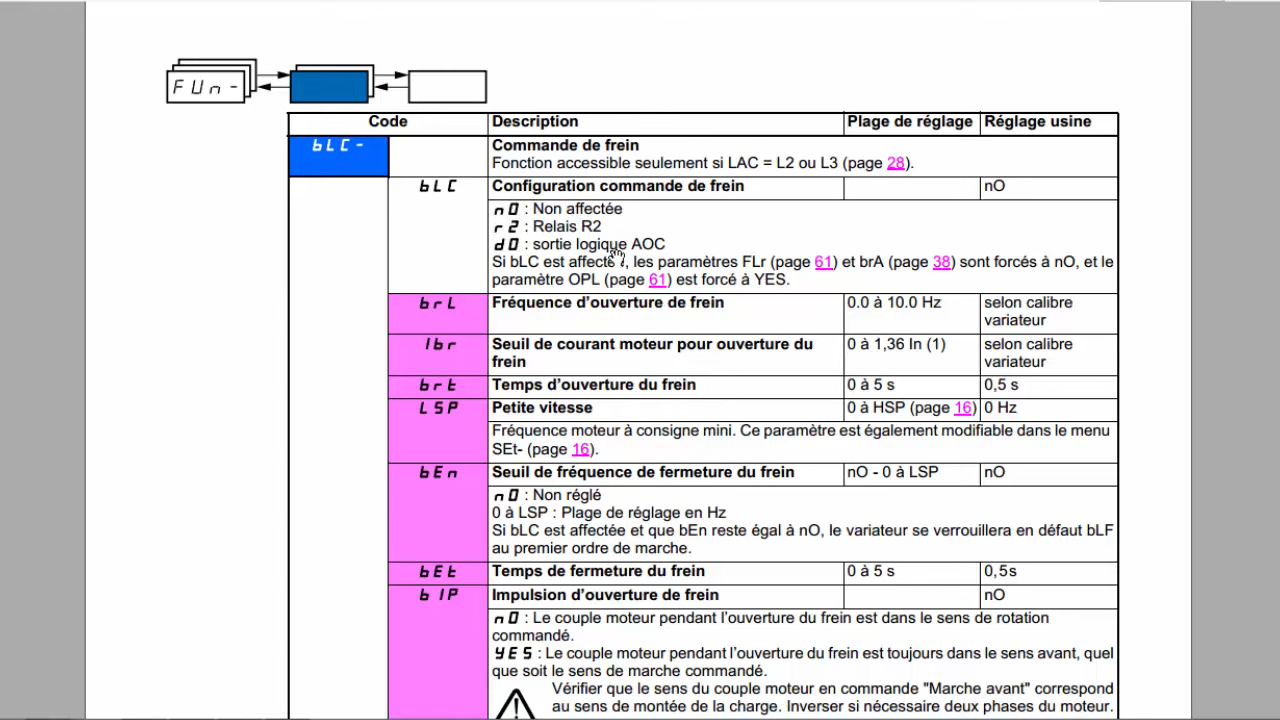 FUn-
Code Description Plage de réglage Réglage usine
bLC- Commande de frein
Fonction accessible seulement si LAC = L2 ou L3 (page 28).
bLC Configuration commande de frein nO
nO : Non affectée
r2 : Relais R2
dO : sortie logique AOC
Si bLC est affecté, les paramètres FLr (page 61) et brA (page 38) sont forcés à nO, et le
paramètre OPL (page 61) est forcé à YES.
brL Fréquence d'ouverture de frein 0.0 à 10.0 Hz selon calibre
variateur
Ibr Seuil de courant moteur pour ouverture du 0 à 1,36 In (1) selon calibre
frein variateur
brt Temps d'ouverture du frein 0 à 5 s 0,5 s
LSP Petite vitesse 0 à HSP (page 16) 0 Hz
Fréquence moteur à consigne mini. Ce paramètre est également modifiable dans le menu
SEt- (page 16).
bEn Seuil de fréquence de fermeture du frein nO - 0 à LSP nO
nO : Non réglé
0 à LSP : Plage de réglage en Hz
Si bLC est affectée et que bEn reste égal à nO, le variateur se verrouillera en défaut bLF
au premier ordre de marche.
bEt Temps de fermeture du frein 0 à 5 s 0,5s
bIP Impulsion d'ouverture de frein nO
nO : Le couple moteur pendant l'ouverture du frein est dans le sens de rotation
commandé.
YES : Le couple moteur pendant l'ouverture du frein est toujours dans le sens avant, quel
que soit le sens de marche commandé.
Vérifier que le sens du couple moteur en commande "Marche avant" correspond
au sens de montée de la charge. Inverser si nécessaire deux phases du moteur.